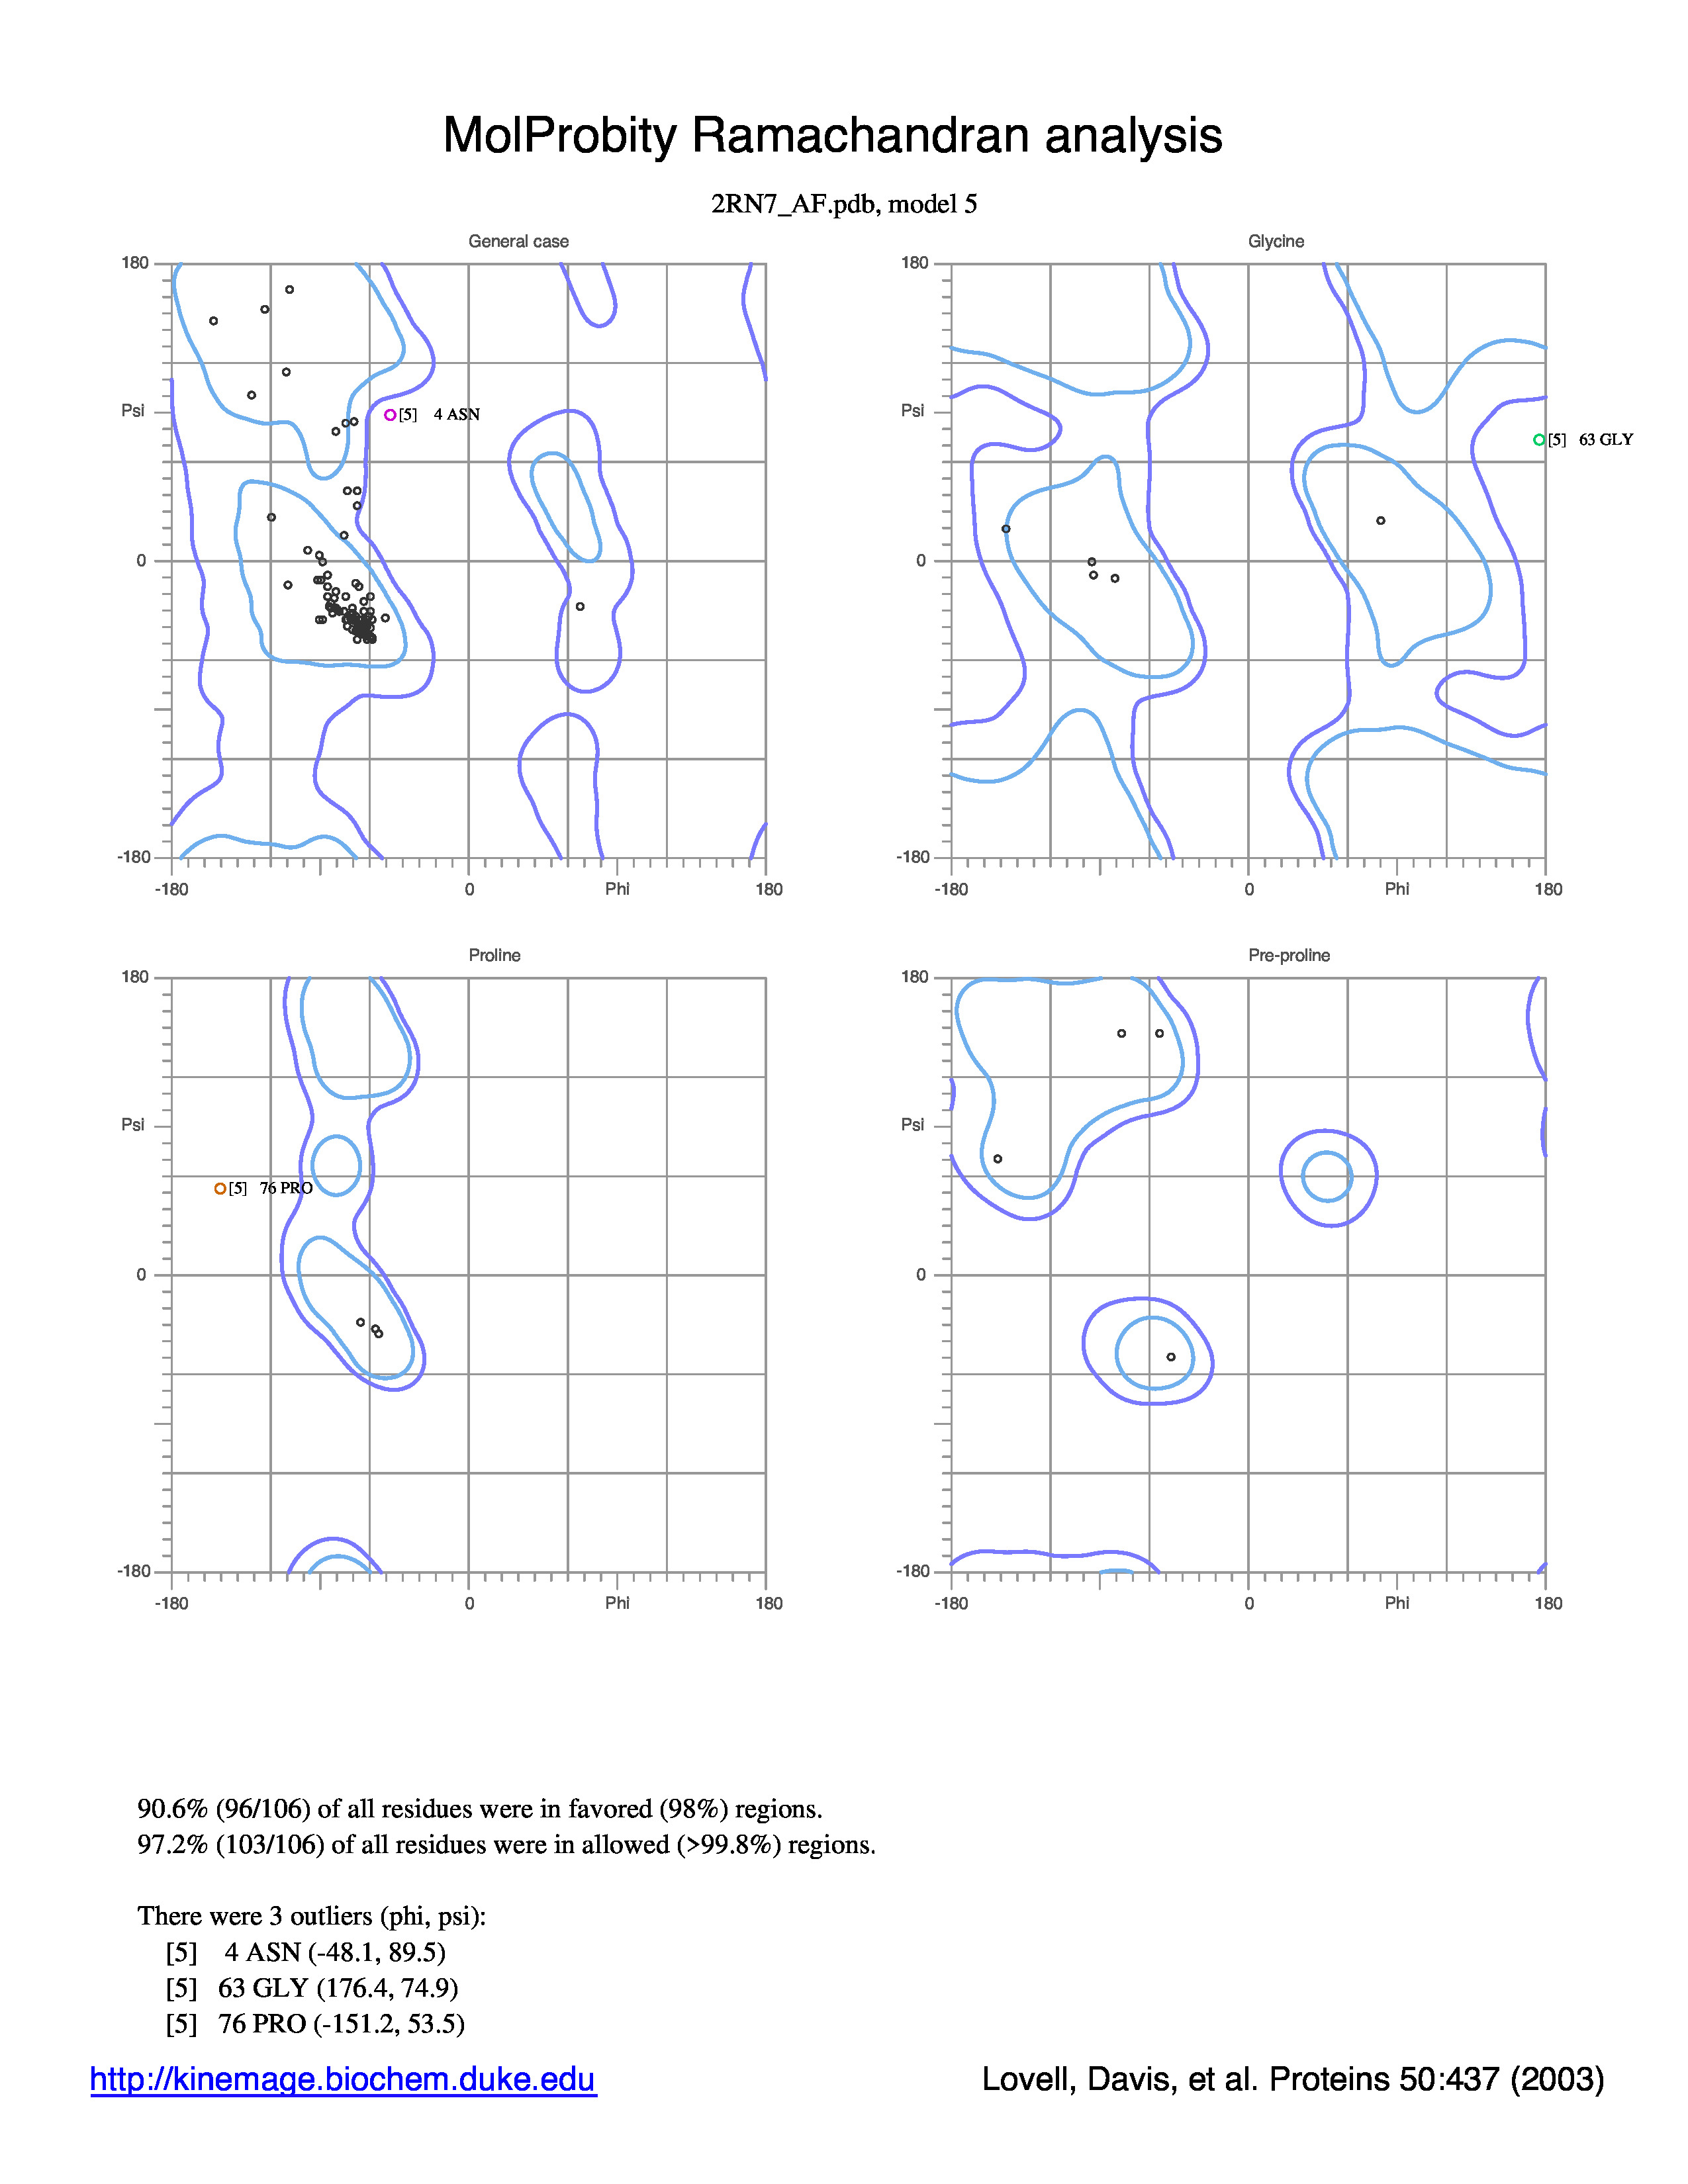 MolProbity Ramachandran analysis
2RN7_AF.pdb, model 5
General case
180
Psi
0
-180
-180
0
Phi
180
[5] 4 ASN
Glycine
180
Psi
0
-180
-180
0
Phi
180
[5] 63 GLY
Proline
180
Psi
0
-180
-180
0
Phi
180
[5] 76 PRO
Pre-proline
180
Psi
0
-180
-180
0
Phi
180
90.6% (96/106) of all residues were in favored (98%) regions.
97.2% (103/106) of all residues were in allowed (>99.8%) regions.
There were 3 outliers (phi, psi):
[5] 4 ASN (-48.1, 89.5)
[5] 63 GLY (176.4, 74.9)
[5] 76 PRO (-151.2, 53.5)
http://kinemage.biochem.duke.edu
Lovell, Davis, et al. Proteins 50:437 (2003)